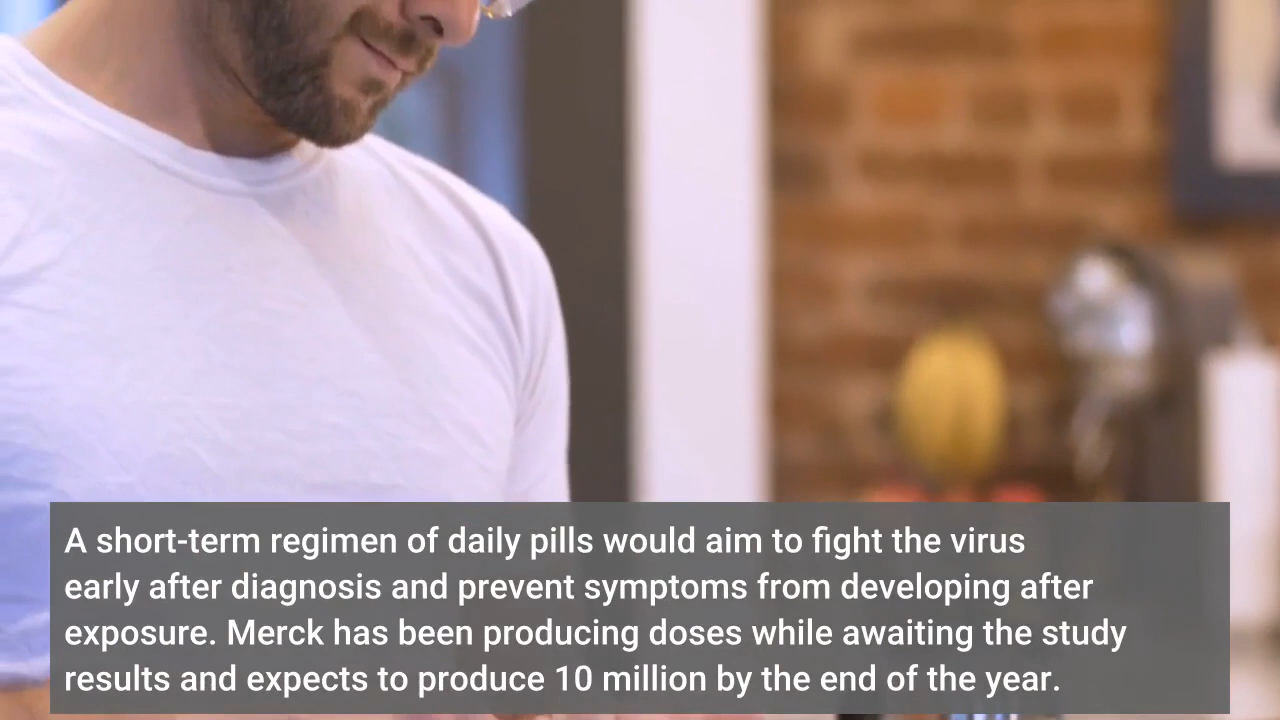 A short-term regimen of daily pills would aim to fight the virus
early after diagnosis and prevent symptoms from developing after
exposure. Merck has been producing doses while awaiting the study
results and expects to produce 10 million by the end of the year.